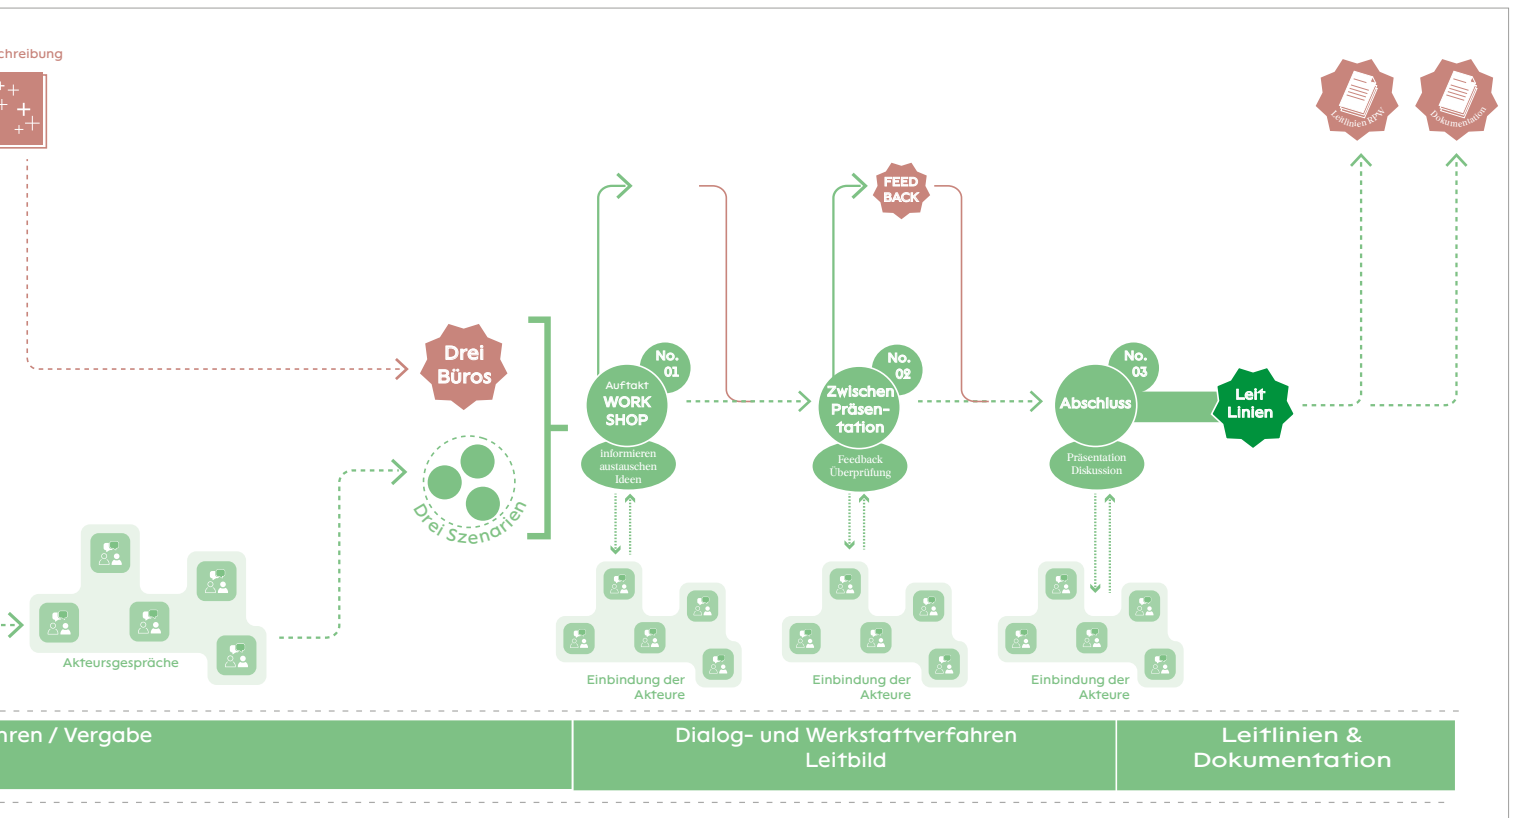 chreibung
Leitlinien RPW
Dokumentation
FEED
BACK
Drei
Büros
No.
01
Auftakt
WORK
SHOP
informieren
austauschen
Ideen
No.
02
Zwischen
Präsen-
tation
Feedback
Überprüfung
No.
03
Abschluss
Präsentation
Diskussion
Leit
Linien
Drei Szenarien
Akteursgespräche
Einbindung der
Akteure
Einbindung der
Akteure
Einbindung der
Akteure
hren / Vergabe
Dialog- und Werkstattverfahren
Leitbild
Leitlinien &
Dokumentation